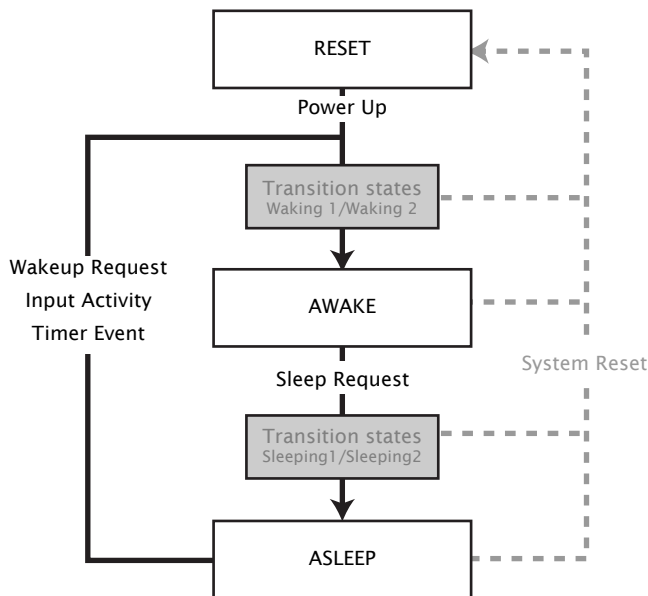 RESET
Power Up
Transition states
Waking 1/Waking 2
Wakeup Request
Input Activity
Timer Event
AWAKE
System Reset
Sleep Request
Transition states
Sleeping1/Sleeping2
ASLEEP